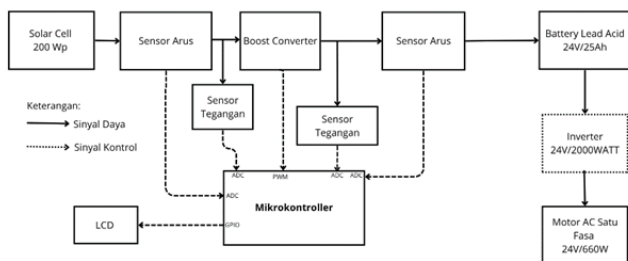 Solar Cell
200 Wp
Sensor Arus
Boost Converter
Sensor Arus
Battery Lead Acid
24V/25Ah
Keterangan:
Sinyal Daya
Sinyal Kontrol
Sensor
Tegangan
Sensor
Tegangan
Inverter
24V/2000WATT
ADC
PWM
ADC
ADC
ADC
Mikrokontroller
GPIO
LCD
Motor AC Satu
Fasa
24V/660W